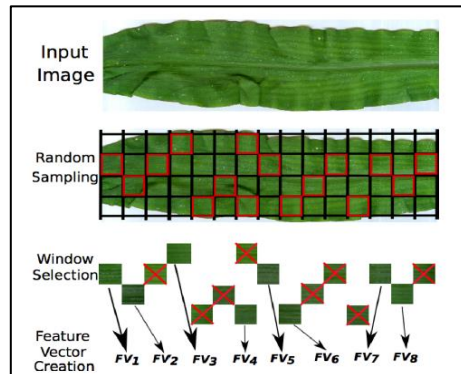 Input
Image
Random
Sampling
Window
Selection
Feature
Vector
Creation
FV1 FV2 FV3 FV4 FV5 FV6 FV7 FV8